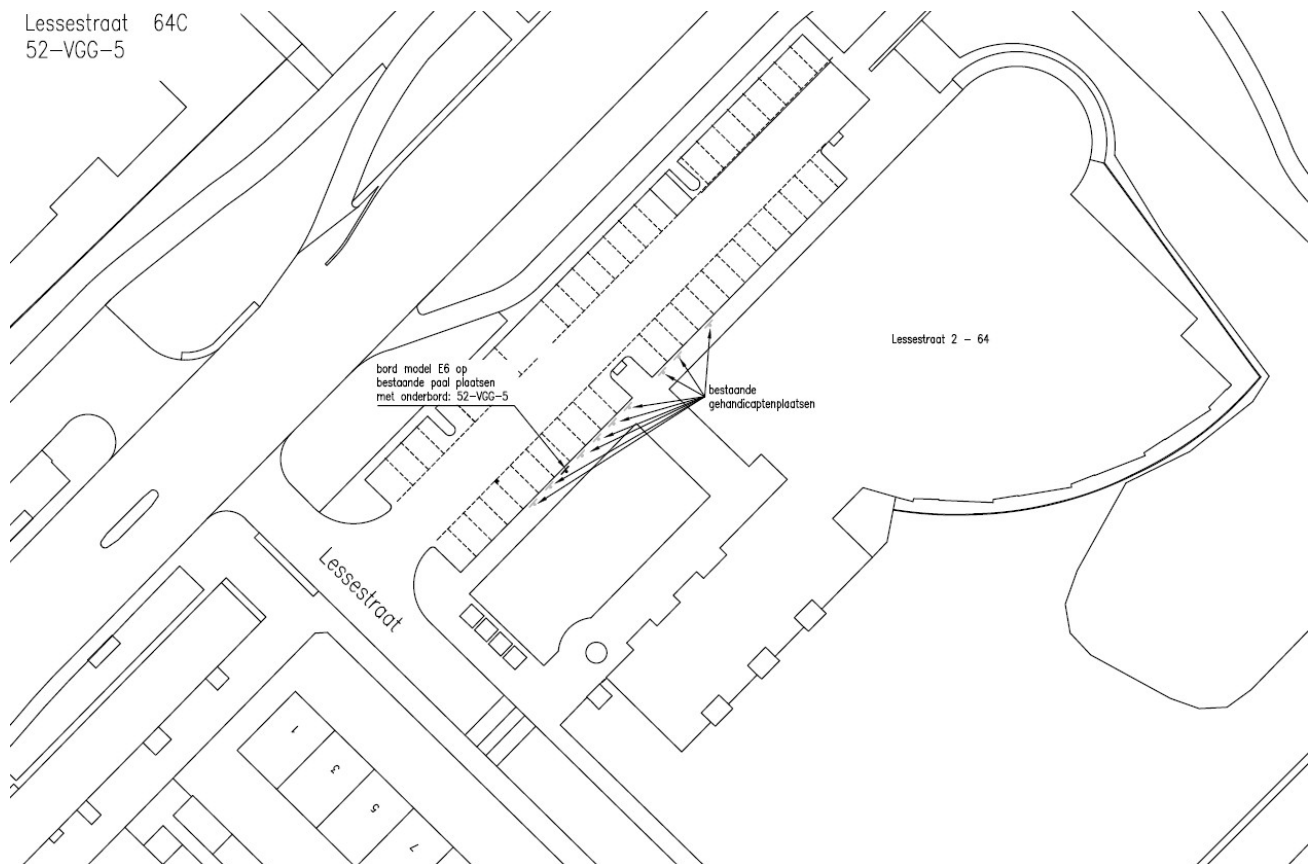 Lessestraat 64C
52-VGG-5
Lessestraat 2 - 64
bord model E6 op
bestaande paal plaatsen
met onderbord: 52-VGG-5
bestaande
gehandicaptenplaatsen
Lessestraat
1
3
5
7